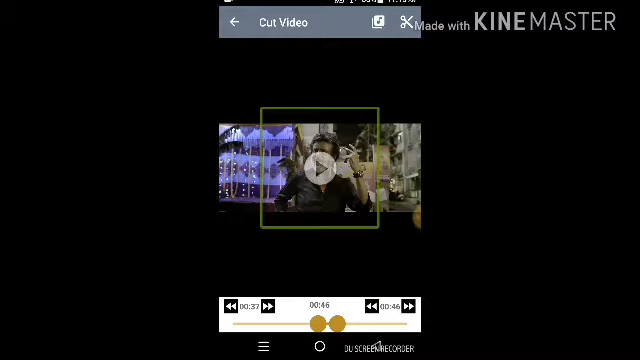 Cut Video
Made with KINEMASTER
00:37
00:46
00:46
DU SCREEN RECORDER